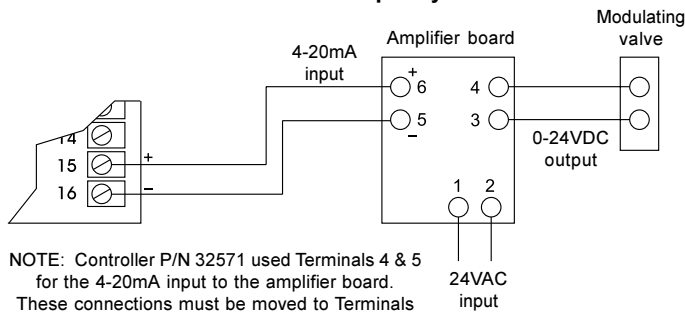 Modulating
valve
Amplifier board
4-20mA
input
+
6
4
5
3
–
0-24VDC
output
14
15
+
16
–
1 2
24VAC
input
NOTE: Controller P/N 32571 used Terminals 4 & 5
for the 4-20mA input to the amplifier board.
These connections must be moved to Terminals